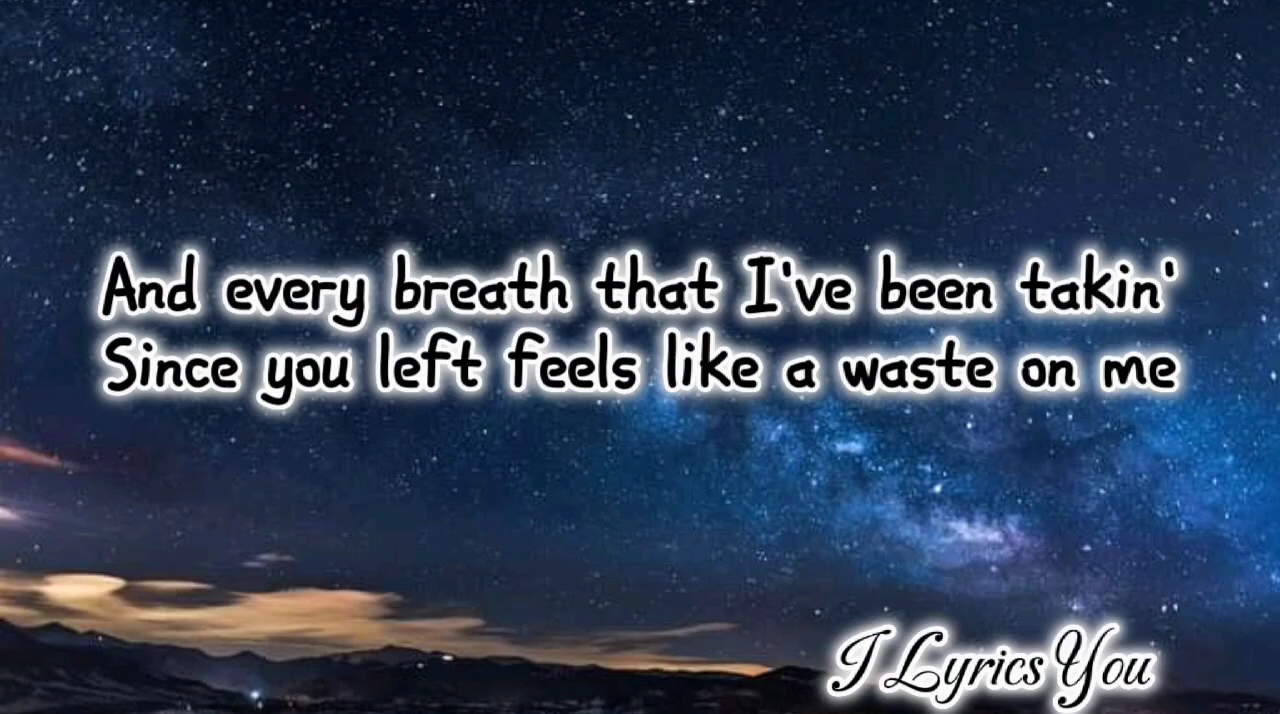 And every breath that I've been takin'
Since you left feels like a waste on me
I Lyrics You